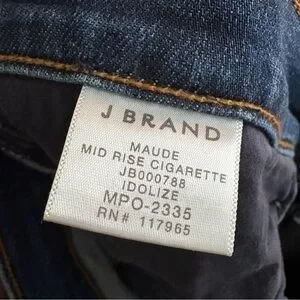 J BRAND
MAUDE
MID RISE CIGARETTE
JB000788
IDOLIZE
MPO-2335
RN# 117965